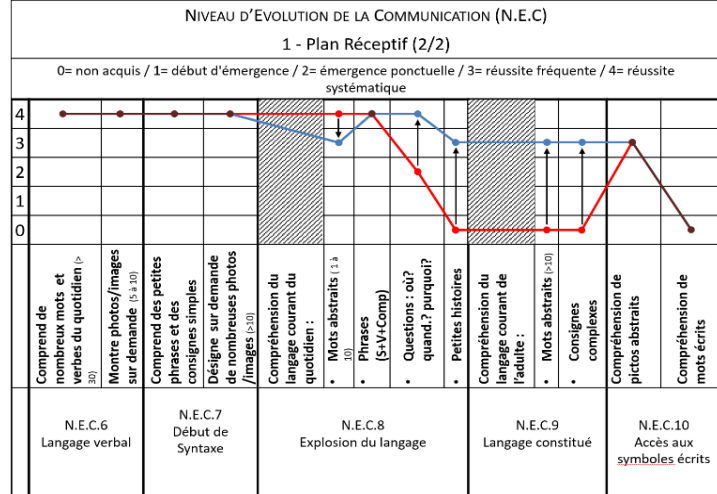 NIVEAU D'EVOLUTION DE LA COMMUNICATION (N.E.C)
1 - Plan Réceptif (2/2)
0= non acquis / 1= début d'émergence / 2= émergence ponctuelle / 3= réussite fréquente / 4= réussite
systématique
4
3
2
1
0
Comprend de
nombreux mots et
verbes du quotidien (>
30)
Montre photos/images
sur demande (5 à 10)
Comprend des petites
phrases et des
consignes simples
Désigne sur demande
de nombreuses photos
/images (>10)
Compréhension du
langage courant du
quotidien :
• Mots abstraits ( 1 à
10)
• Phrases
(S+V+Comp)
• Questions : où?
quand.? purquoi?
• Petites histoires
Compréhension du
langage courant de
l'adulte :
• Mots abstraits (>10)
• Consignes
complexes
Compréhension de
pictos abstraits
Compréhension de
mots écrits
N.E.C.6
Langage verbal
N.E.C.7
Début de
Syntaxe
N.E.C.8
Explosion du langage
N.E.C.9
Langage constitué
N.E.C.10
Accès aux
symboles écrits